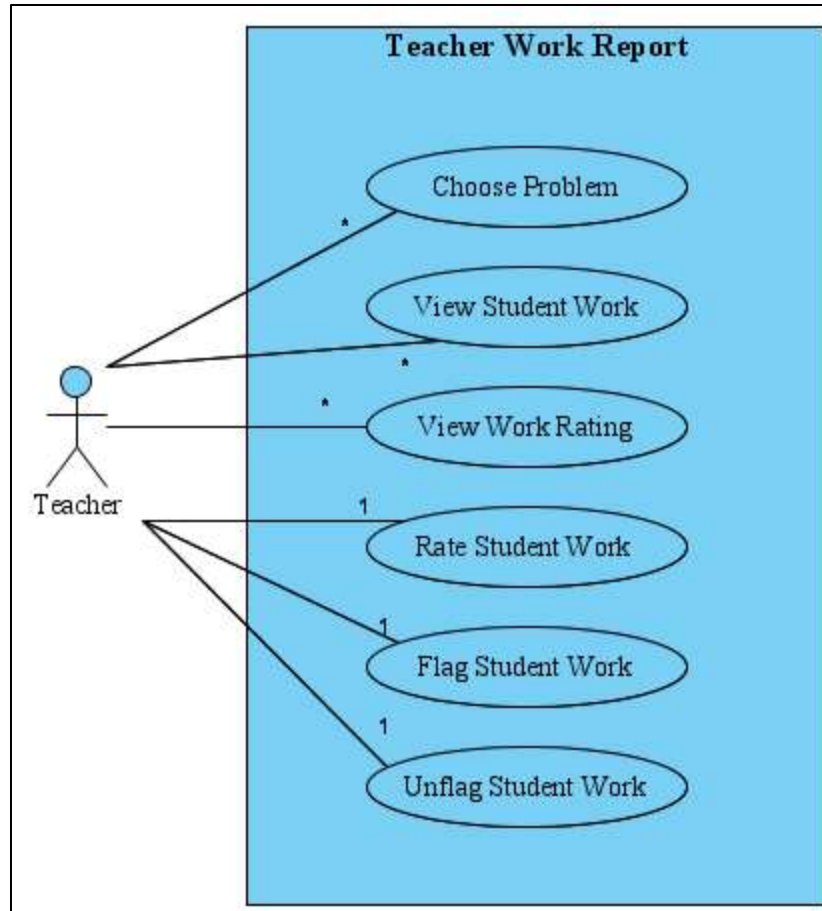 Teacher Work Report
Choose Problem
*
View Student Work
*
*
View Work Rating
Teacher
1
Rate Student Work
1
Flag Student Work
1
Unflag Student Work